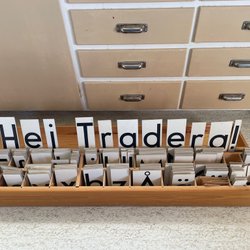 Hei Tradera!
x b z Å